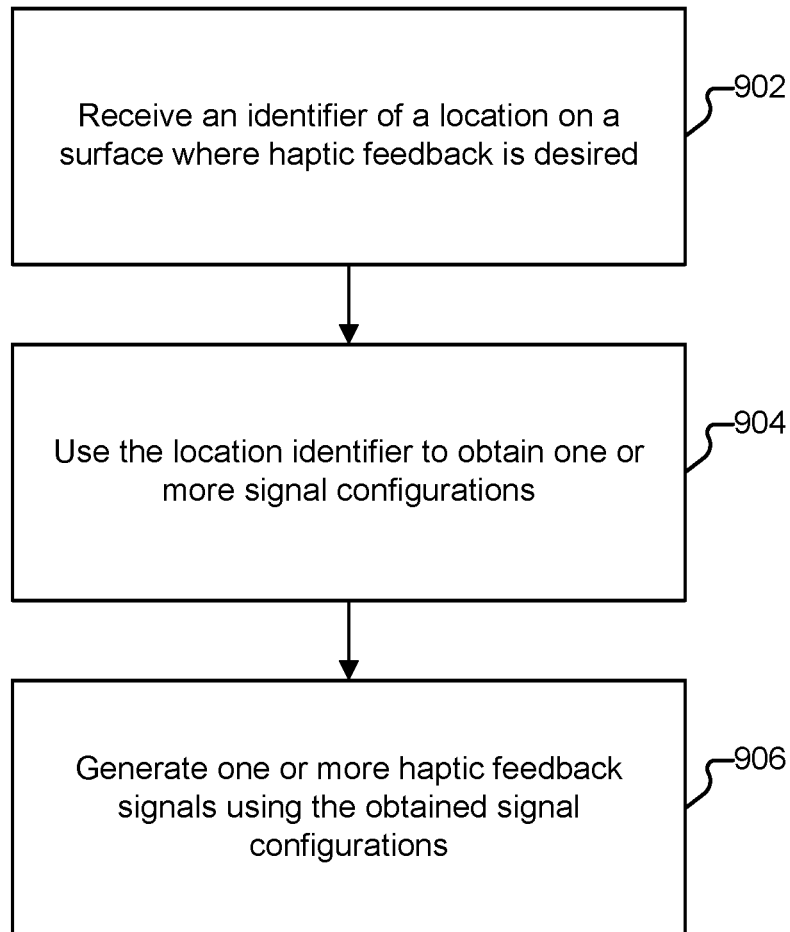 Receive an identifier of a location on a
surface where haptic feedback is desired
902
Use the location identifier to obtain one or
more signal configurations
904
Generate one or more haptic feedback
signals using the obtained signal
configurations
906